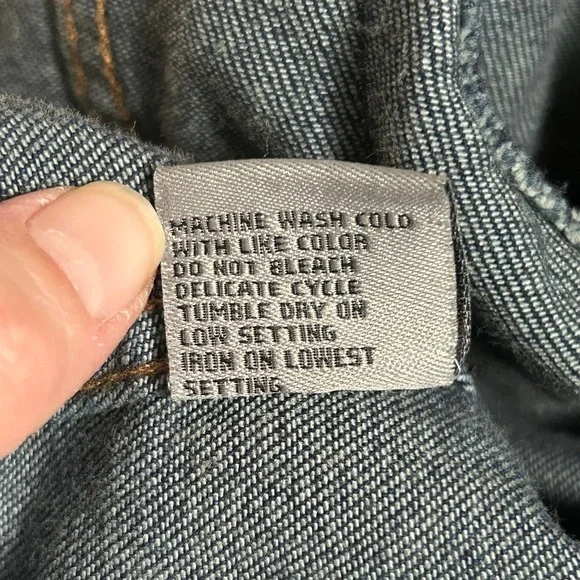 MACHINE WASH COLD
WITH LIKE COLOR
DO NOT BLEACH
DELICATE CYCLE
TUMBLE DRY ON
LOW SETTING
IRON ON LOWEST
SETTING